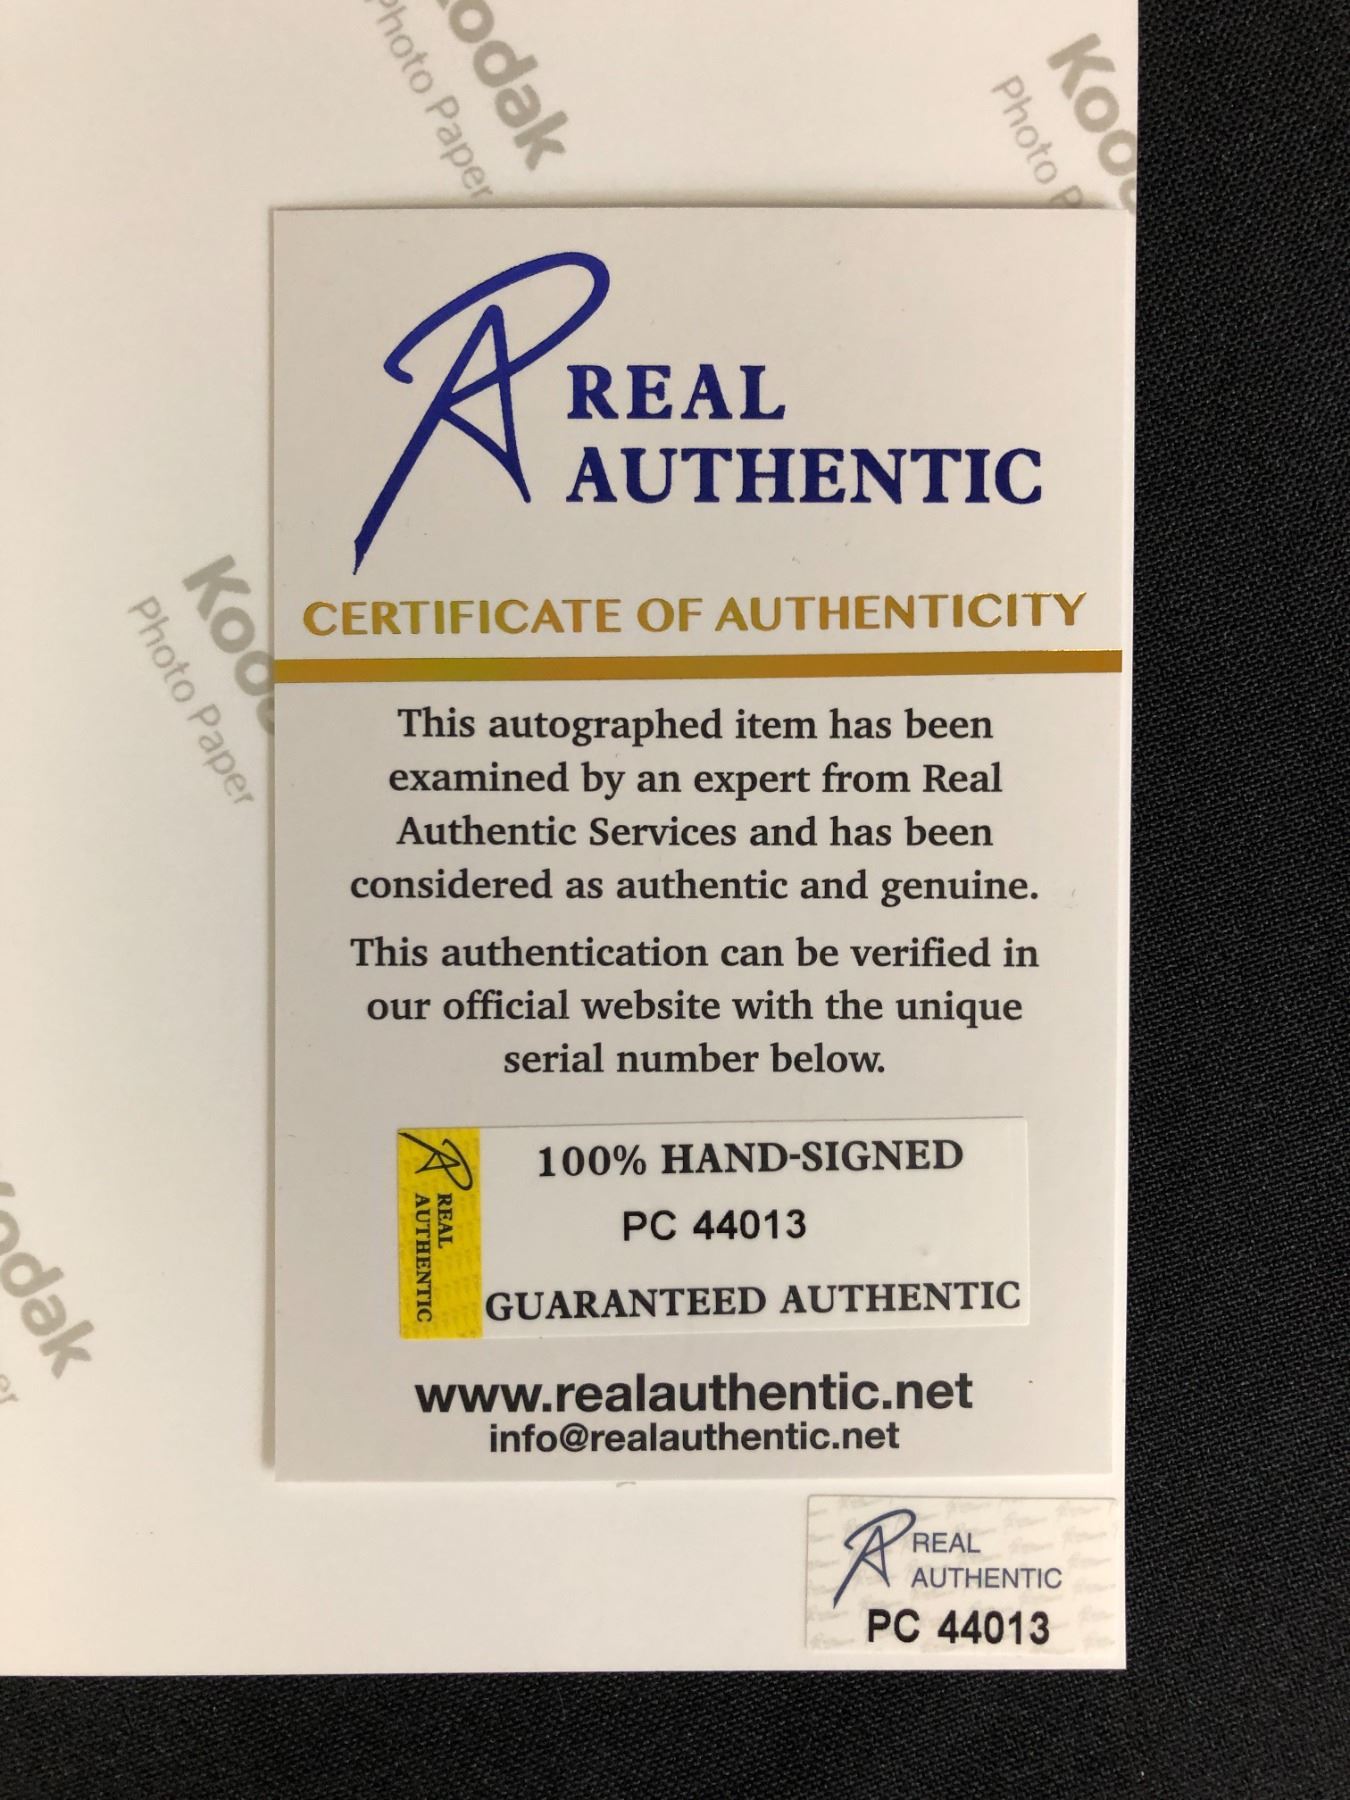 Kodak
Photo Paper
Photo
Kodak
Photo Paper
REAL
AUTHENTIC
CERTIFICATE OF AUTHENTICITY
This autographed item has been
examined by an expert from Real
Authentic Services and has been
considered as authentic and genuine.
This authentication can be verified in
our official website with the unique
serial number below.
REAL
AUTHENTIC
100% HAND-SIGNED
PC 44013
GUARANTEED AUTHENTIC
www.realauthentic.net
info@realauthentic.net
REAL
AUTHENTIC
PC 44013